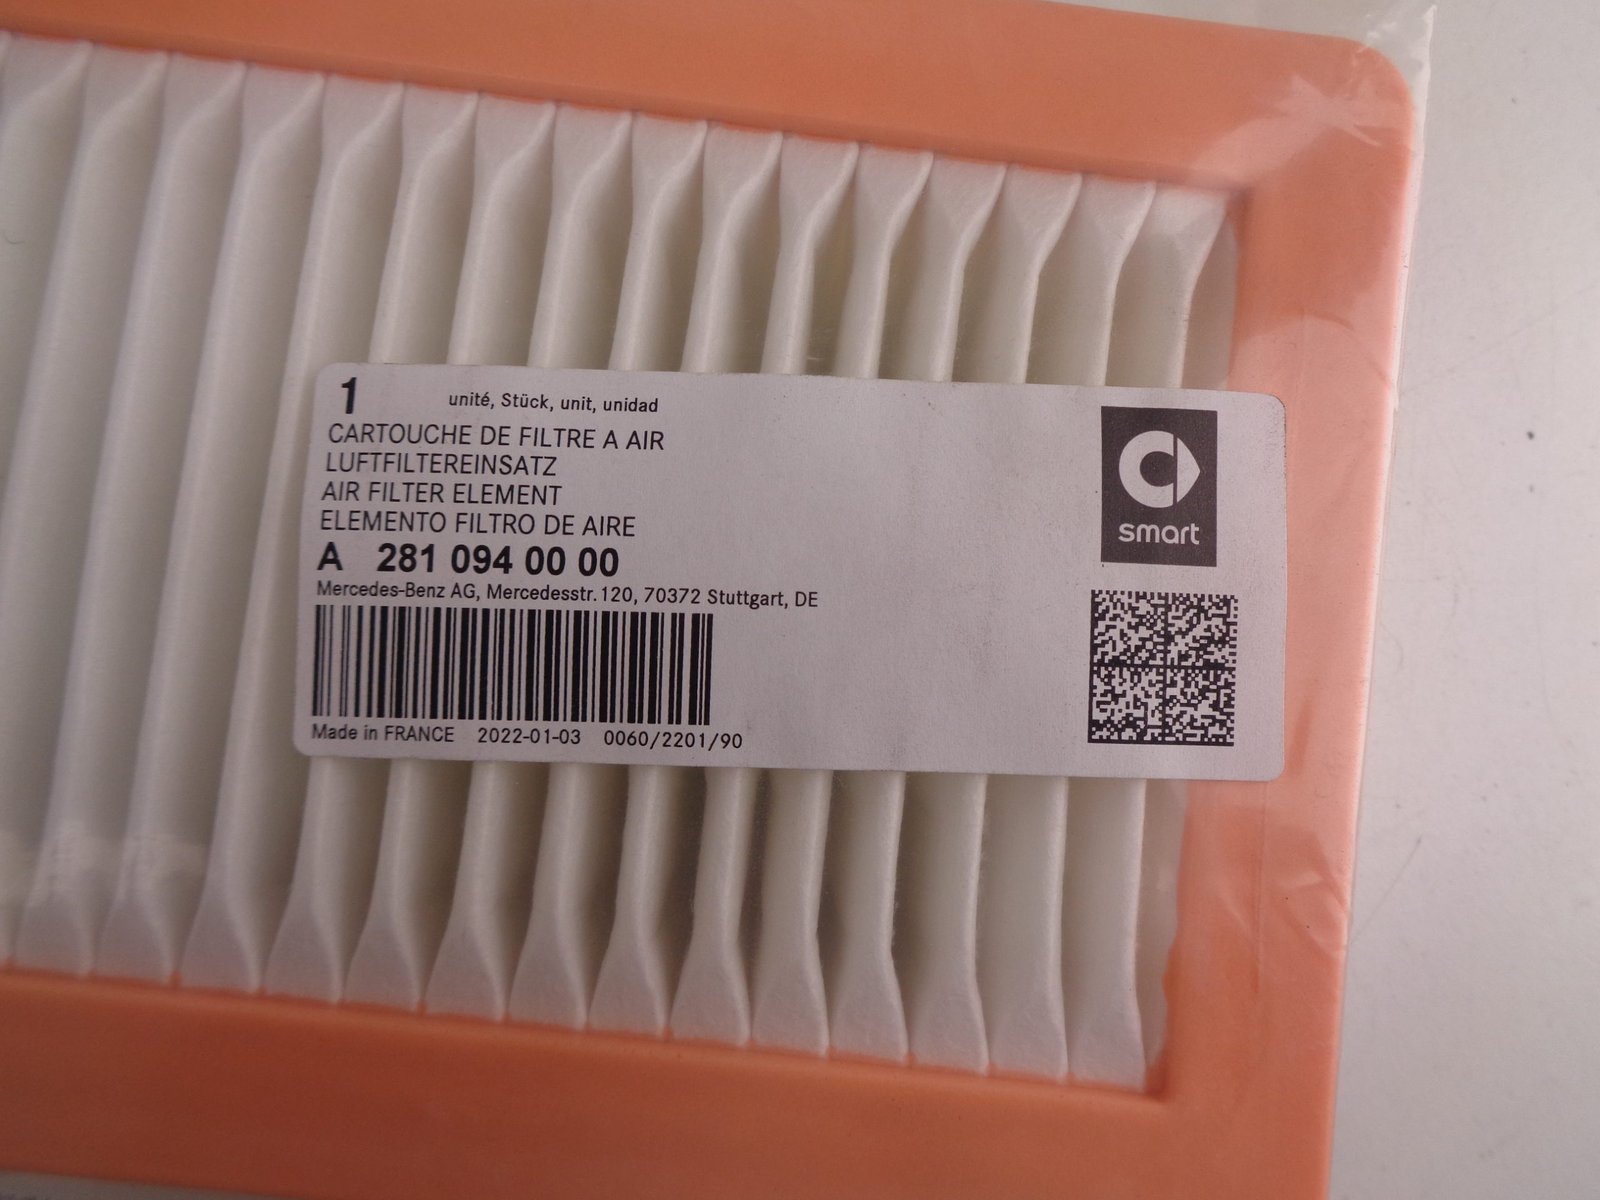 1 unité, Stück, unit, unidad
CARTOUCHE DE FILTRE A AIR
LUFTFILTEREINSATZ
AIR FILTER ELEMENT
ELEMENTO FILTRO DE AIRE
A 281 094 00 00
Mercedes-Benz AG, Mercedesstr. 120, 70372 Stuttgart, DE
Made in FRANCE 2022-01-03 0060/2201/90
smart